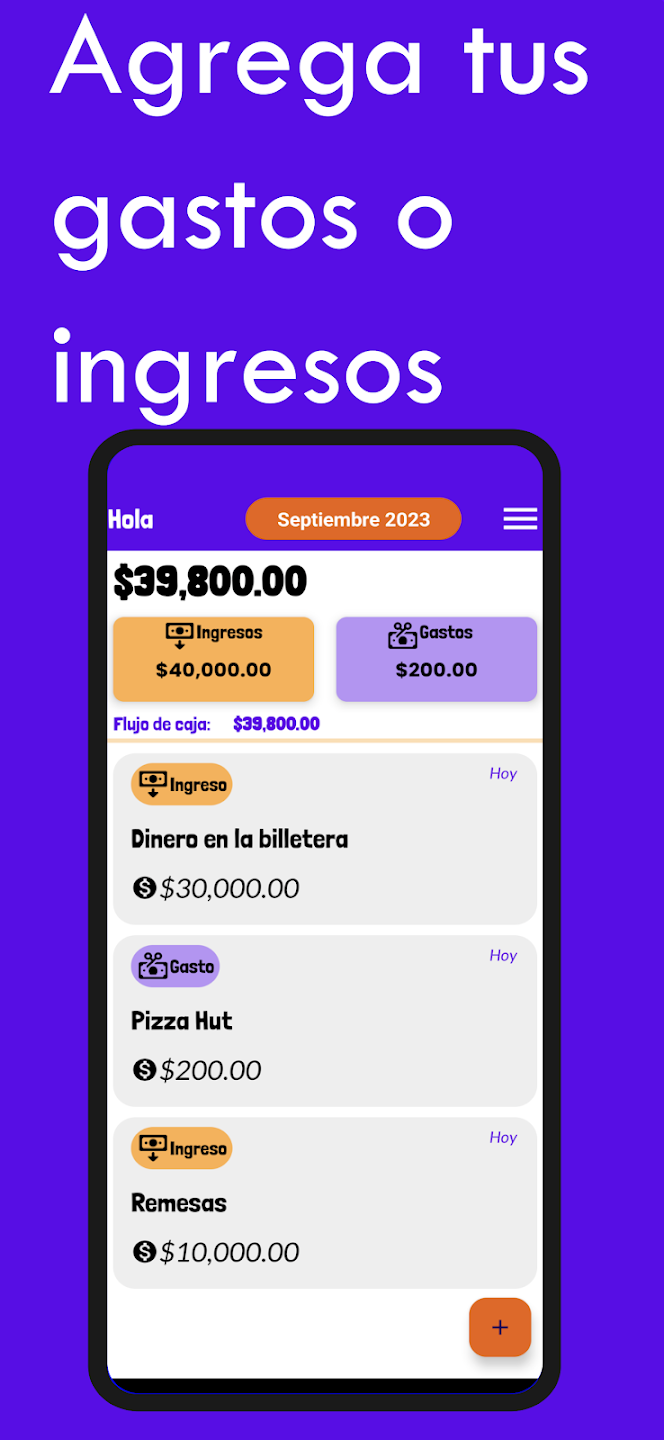 Agrega tus
gastos o
ingresos
Hola
Septiembre 2023
$39,800.00
Ingresos
$40,000.00
Gastos
$200.00
Flujo de caja: $39,800.00
Ingreso
Hoy
Dinero en la billetera
$30,000.00
Gasto
Hoy
Pizza Hut
$200.00
Ingreso
Hoy
Remesas
$10,000.00
+